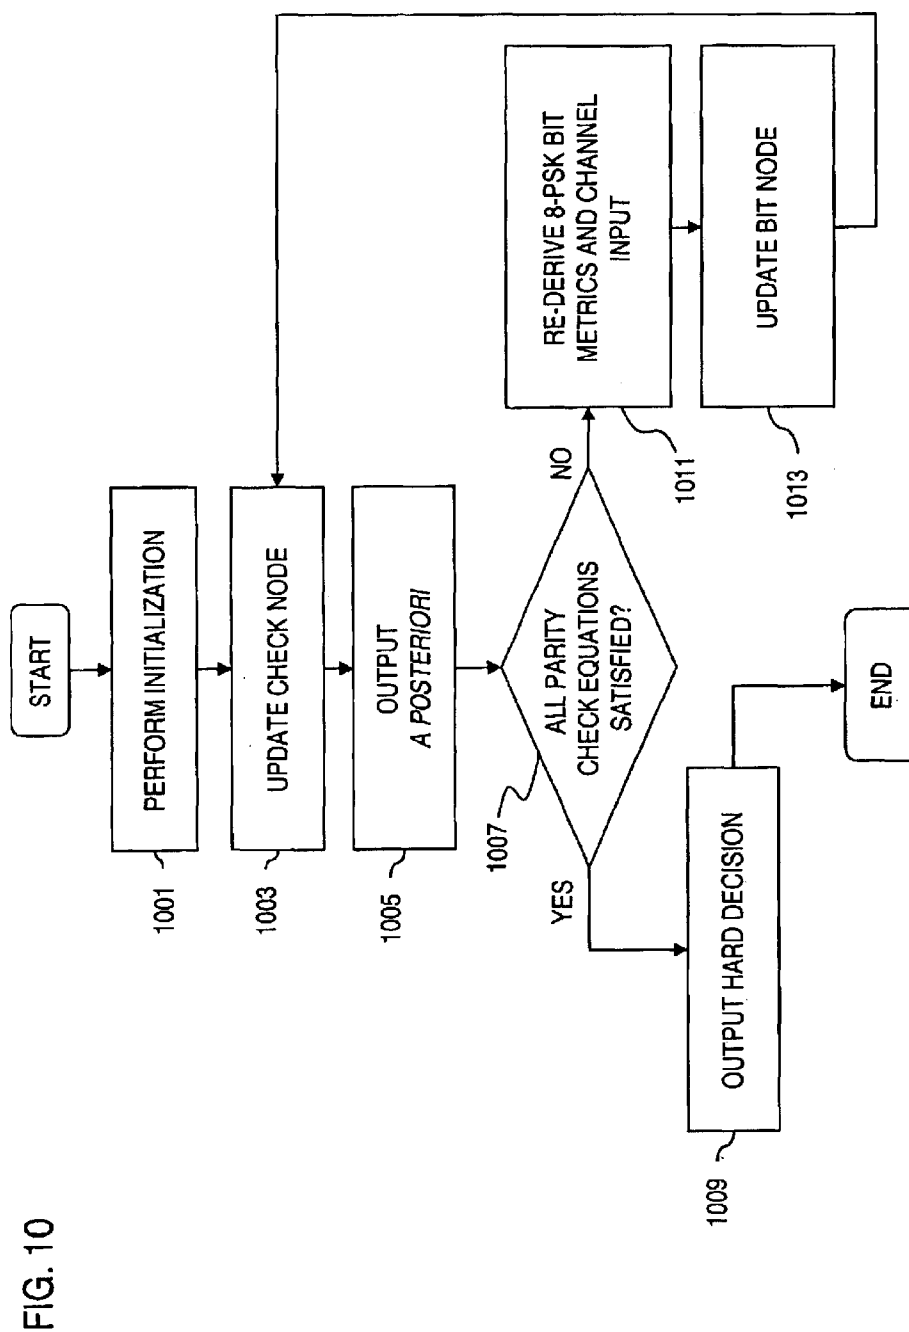 FIG. 10
START
PERFORM INITIALIZATION
1001
UPDATE CHECK NODE
1003
OUTPUT
A POSTERIORI
1005
ALL PARITY
CHECK EQUATIONS
SATISFIED?
1007
YES
NO
OUTPUT HARD DECISION
1009
END
RE-DERIVE 8-PSK BIT
METRICS AND CHANNEL
INPUT
1011
UPDATE BIT NODE
1013